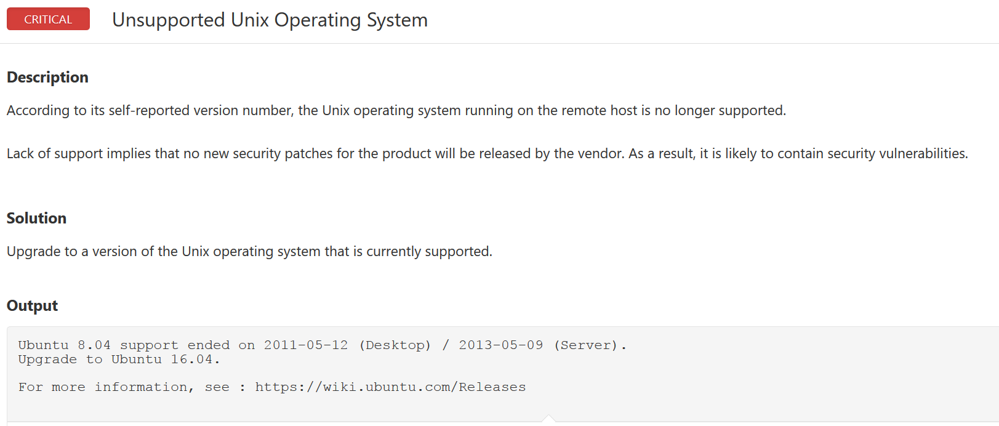 CRITICAL Unsupported Unix Operating System
Description
According to its self-reported version number, the Unix operating system running on the remote host is no longer supported.
Lack of support implies that no new security patches for the product will be released by the vendor. As a result, it is likely to contain security vulnerabilities.
Solution
Upgrade to a version of the Unix operating system that is currently supported.
Output
Ubuntu 8.04 support ended on 2011-05-12 (Desktop) / 2013-05-09 (Server).
Upgrade to Ubuntu 16.04.
For more information, see : https://wiki.ubuntu.com/Releases